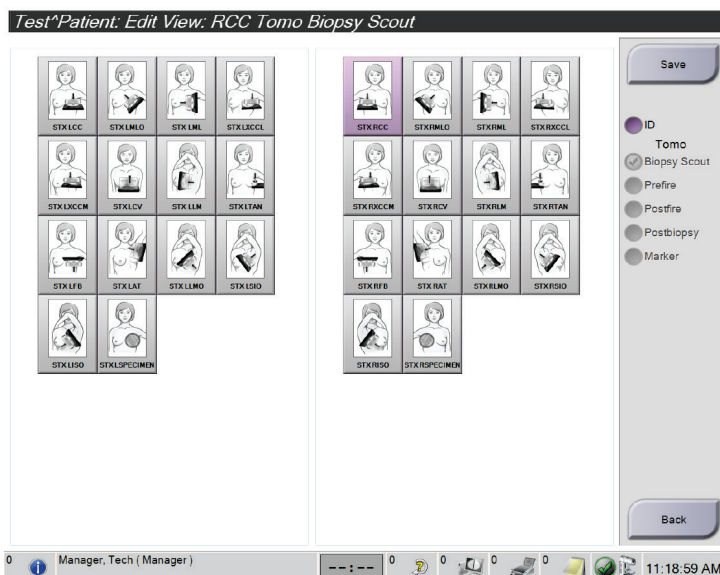 Test^Patient: Edit View: RCC Tomo Biopsy Scout
STX LCC STX LMLO STX LML STX LXCCL
STX LXCCM STX LCV STX LLM STX LTAN
STX LFB STX LAT STX LLMO STX LSIO
STX LISO STX LSPECIMEN
STX RCC STX RMLO STX RML STX RXCCL
STX RXCCM STX RCV STX RLM STX RTAN
STX RFB STX RAT STX RLMO STX RSIO
STX RISO STX RSPECIMEN
Save
ID
Tomo
Biopsy Scout
Prefire
Postfire
Postbiopsy
Marker
Back
0 Manager, Tech ( Manager ) --:-- 0 0 0 0 11:18:59 AM